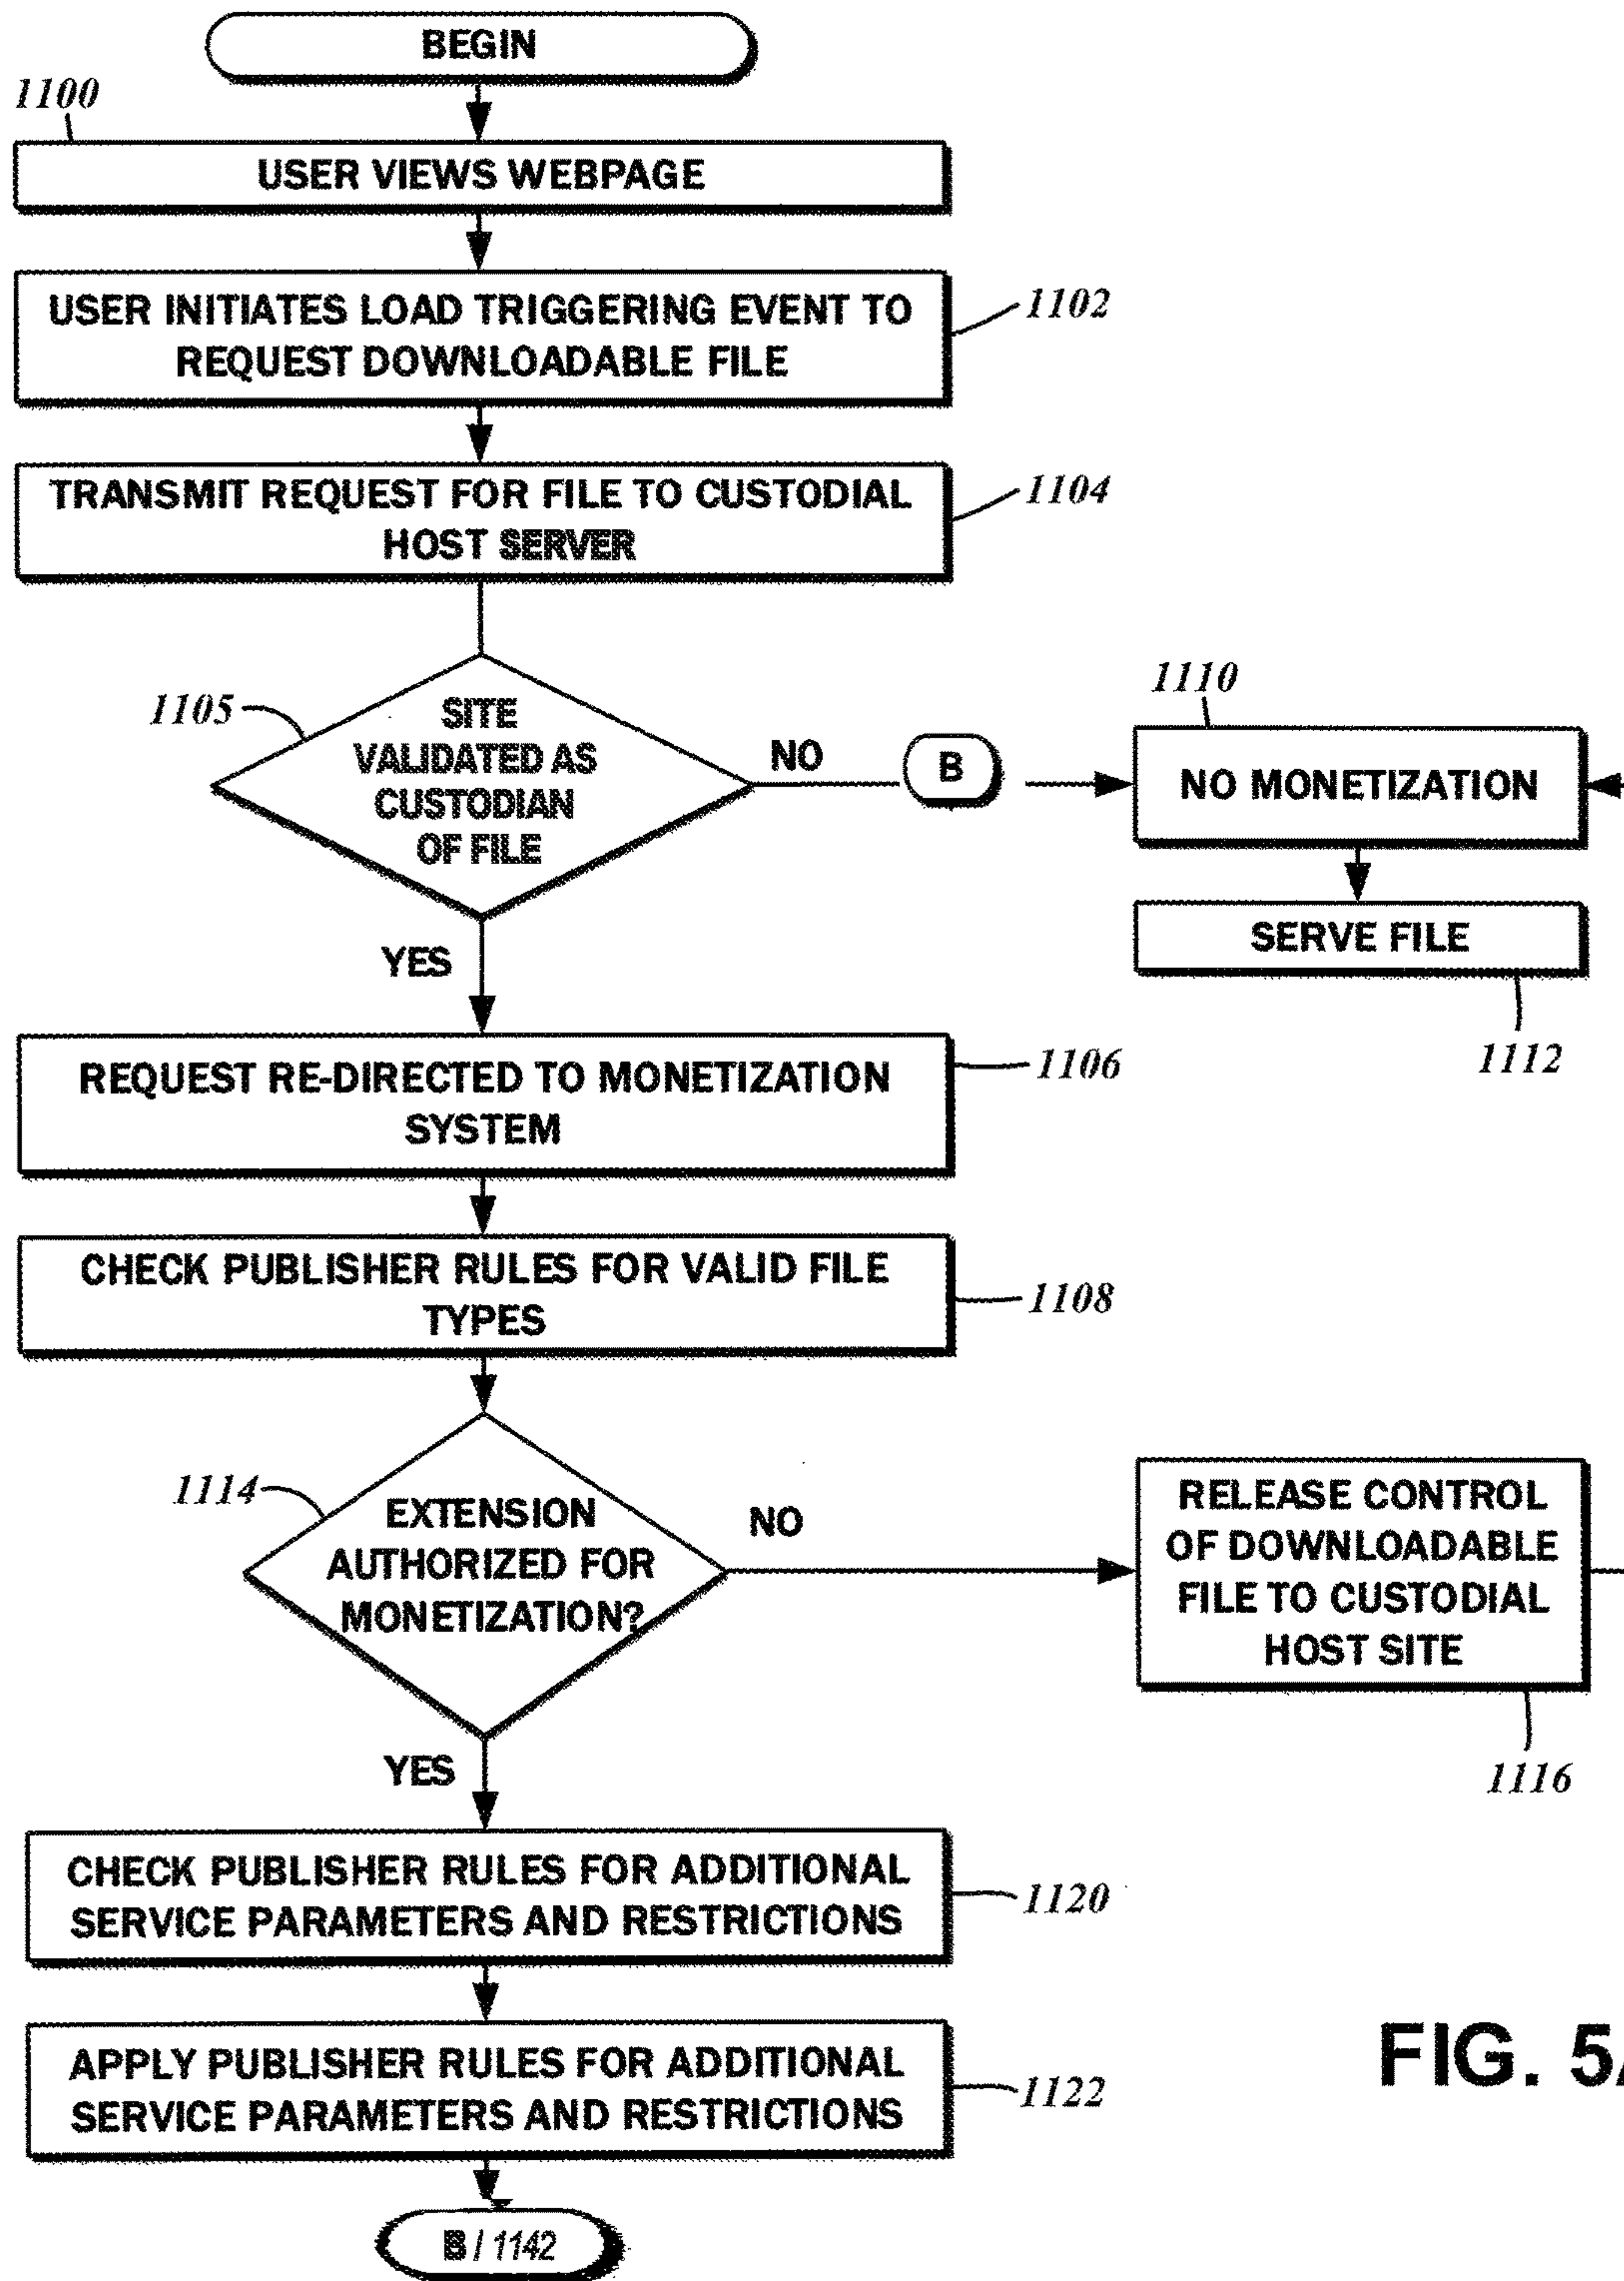 BEGIN
1100
USER VIEWS WEBPAGE
USER INITIATES LOAD TRIGGERING EVENT TO
REQUEST DOWNLOADABLE FILE
1102
TRANSMIT REQUEST FOR FILE TO CUSTODIAL
HOST SERVER
1104
1105
SITE
VALIDATED AS
CUSTODIAN
OF FILE
NO
B
1110
NO MONETIZATION
SERVE FILE
1112
YES
REQUEST RE-DIRECTED TO MONETIZATION
SYSTEM
1106
CHECK PUBLISHER RULES FOR VALID FILE
TYPES
1108
1114
EXTENSION
AUTHORIZED FOR
MONETIZATION?
NO
RELEASE CONTROL
OF DOWNLOADABLE
FILE TO CUSTODIAL
HOST SITE
1116
YES
CHECK PUBLISHER RULES FOR ADDITIONAL
SERVICE PARAMETERS AND RESTRICTIONS
1120
APPLY PUBLISHER RULES FOR ADDITIONAL
SERVICE PARAMETERS AND RESTRICTIONS
1122
B / 1142
FIG. 5A